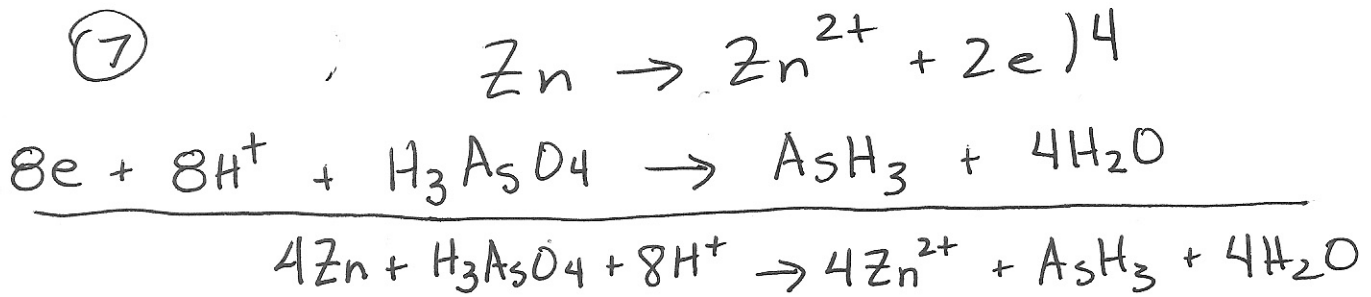 ⑦ Zn → Zn²⁺ + 2e )4
8e + 8H⁺ + H₃AsO4 → AsH₃ + 4H₂O
4Zn + H₃AsO4 + 8H⁺ → 4Zn²⁺ + AsH₃ + 4H₂O